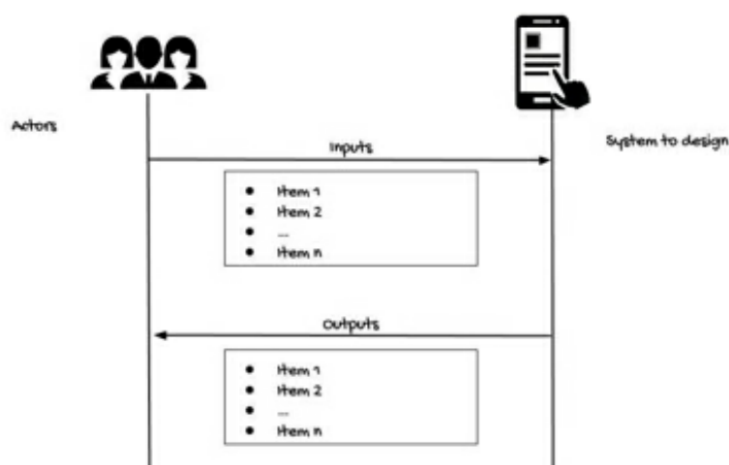 Actors
System to design
Inputs
Item 1
Item 2
...
Item n
Outputs
Item 1
Item 2
...
Item n